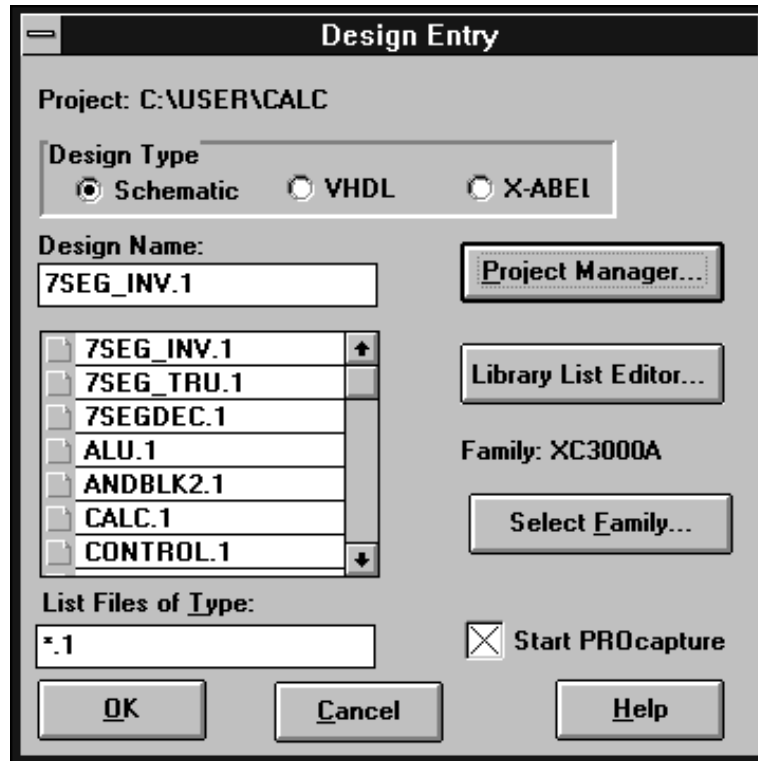 Design Entry
Project: C:\USER\CALC
Design Type
Schematic VHDL X-ABEL
Design Name:
7SEG_INV.1
Project Manager...
7SEG_INV.1
7SEG_TRU.1
7SEGDEC.1
ALU.1
ANDBLK2.1
CALC.1
CONTROL.1
Library List Editor...
Family: XC3000A
Select Family...
List Files of Type:
*.1
Start PROcapture
OK Cancel Help